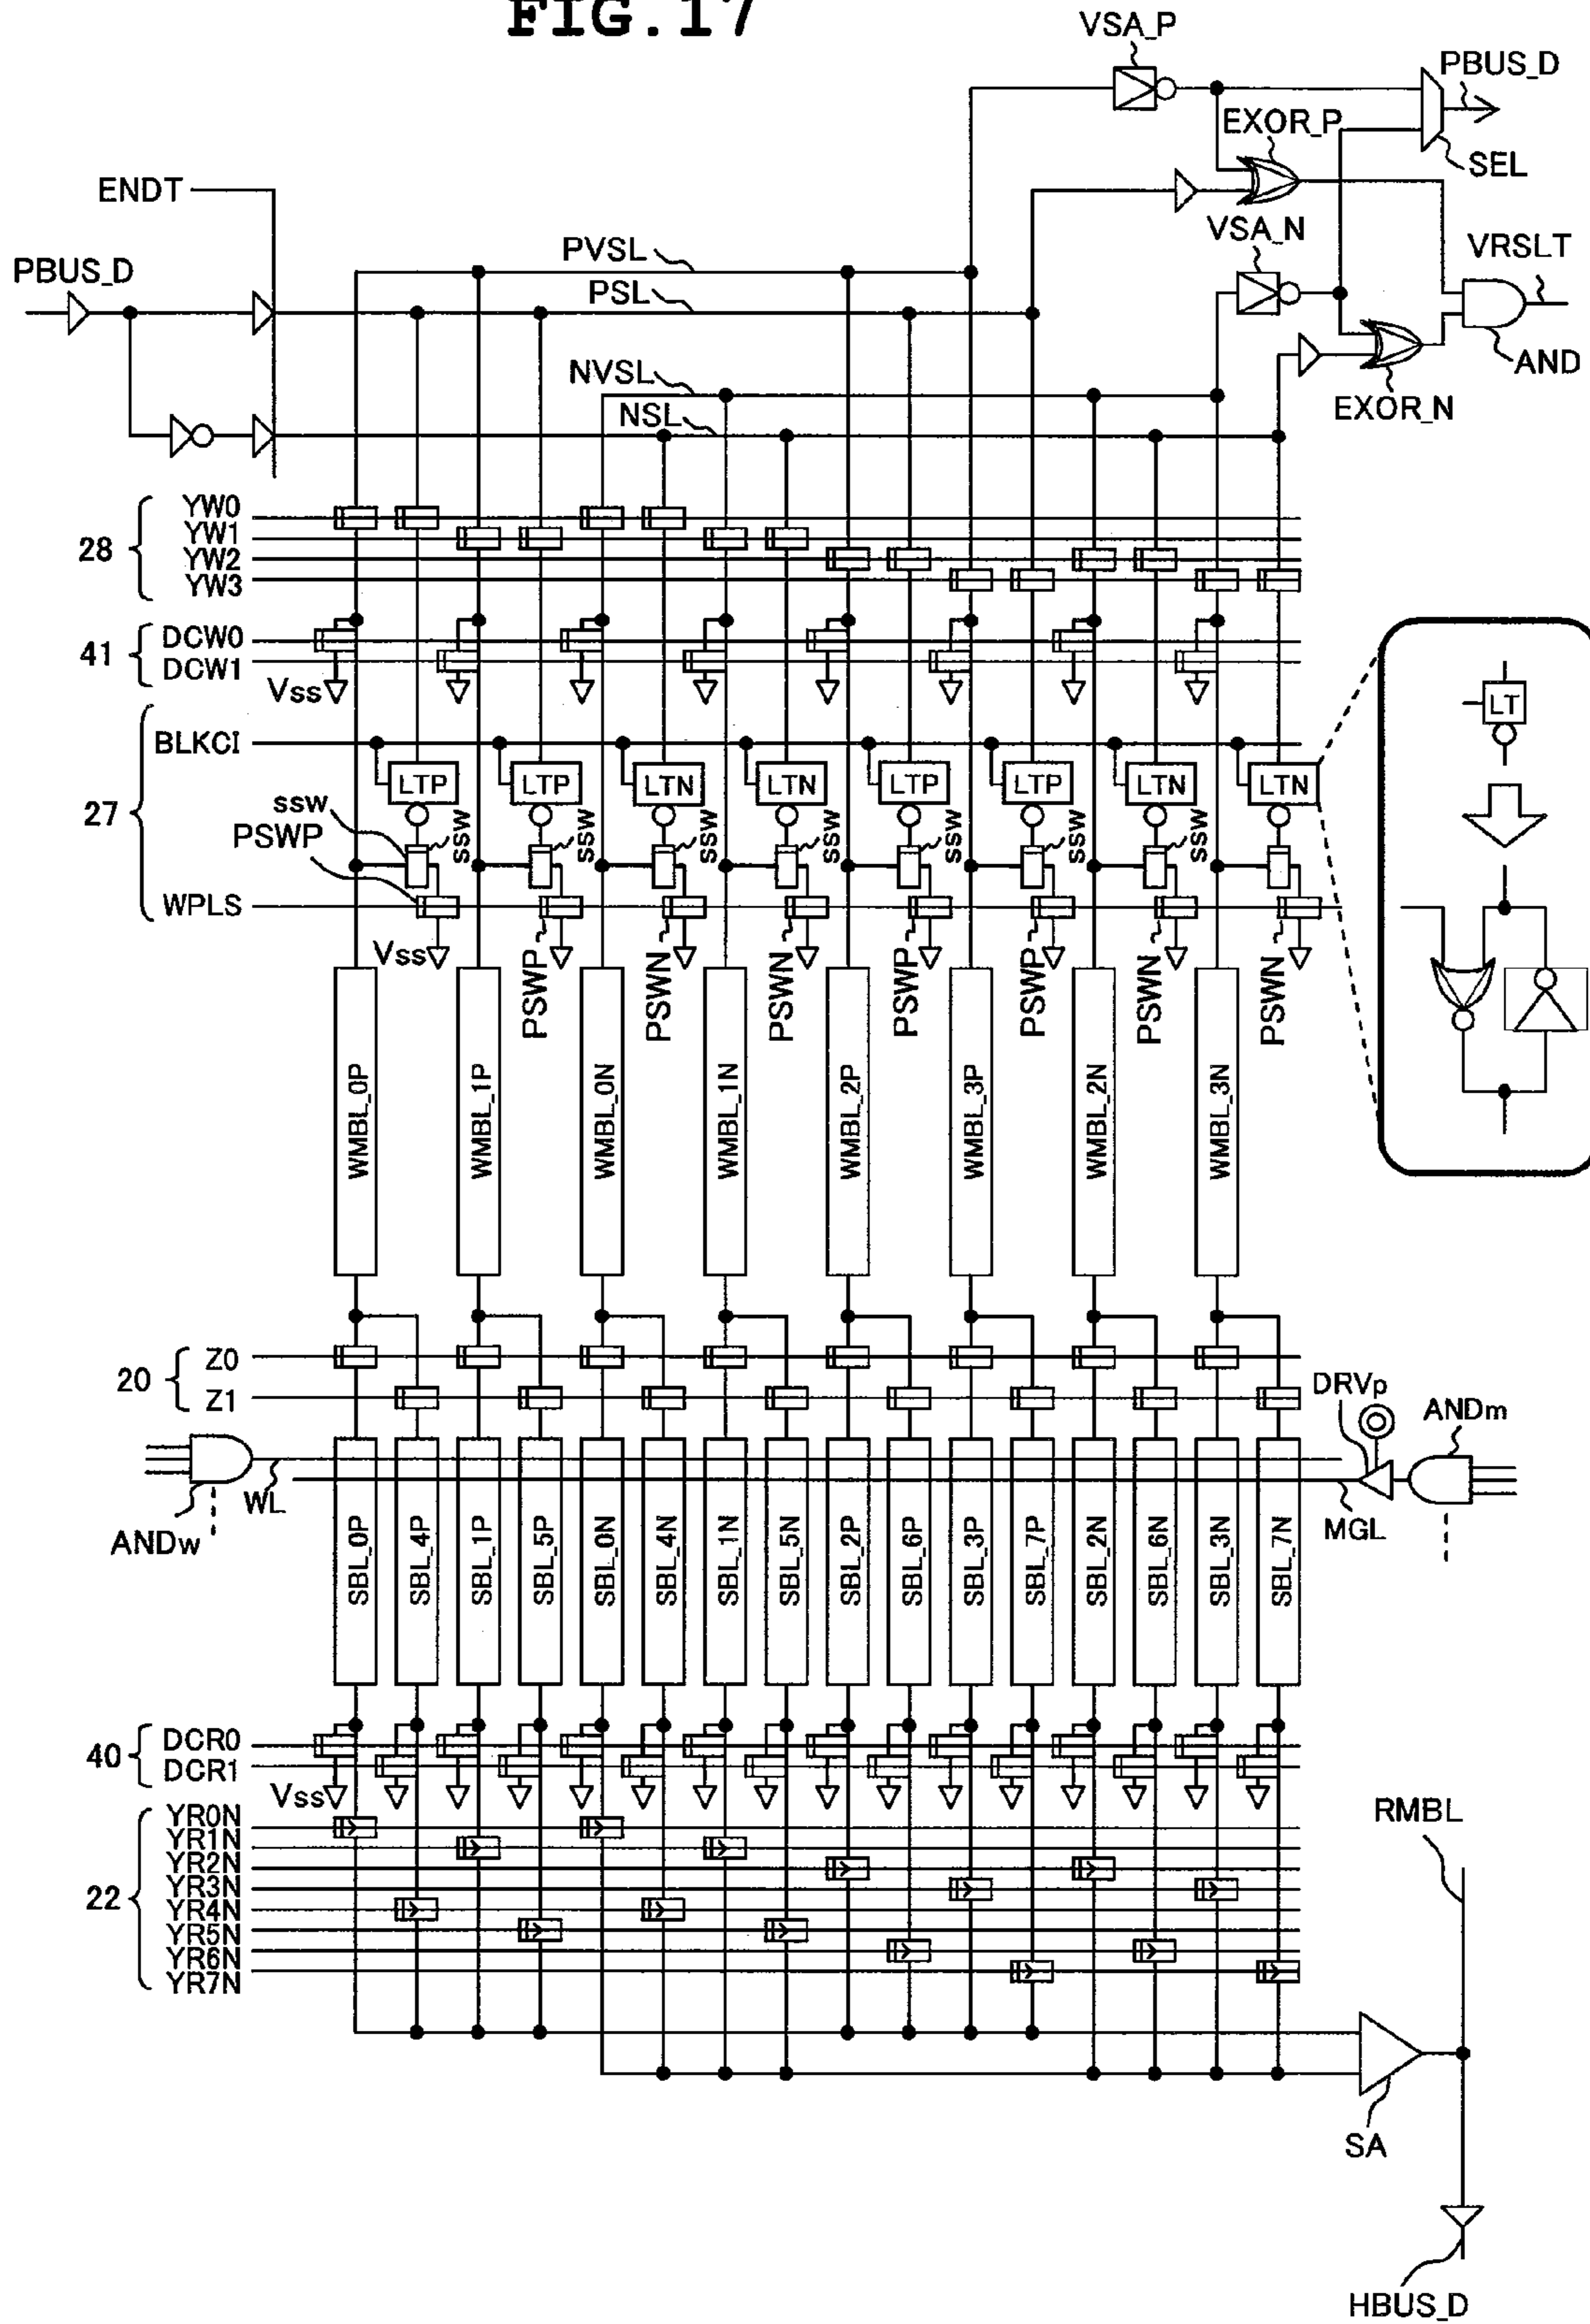 FIG.17
VSA_P
PBUS_D
EXOR_P
SEL
ENDT
VSA_N
VRSLT
PVSL
PBUS_D
PSL
AND
NVSL
EXOR_N
NSL
28
YW0
YW1
YW2
YW3
41
DCW0
DCW1
Vss
LT
27
BLKCI
LTP LTP LTN LTN LTP LTP LTN LTN
ssw
ssw ssw ssw ssw ssw ssw ssw
PSWP
WPLS
Vss
PSWP PSWN PSWN PSWP PSWP PSWN PSWN
WMBL_0P WMBL_1P WMBL_0N WMBL_1N WMBL_2P WMBL_3P WMBL_2N WMBL_3N
20
Z0
Z1
DRVp
ANDm
WL
ANDw
MGL
SBL_0P SBL_4P SBL_1P SBL_5P SBL_0N SBL_4N SBL_1N SBL_5N SBL_2P SBL_6P SBL_3P SBL_7P SBL_2N SBL_6N SBL_3N SBL_7N
40
DCR0
DCR1
Vss
22
YR0N
YR1N
YR2N
YR3N
YR4N
YR5N
YR6N
YR7N
RMBL
SA
HBUS_D